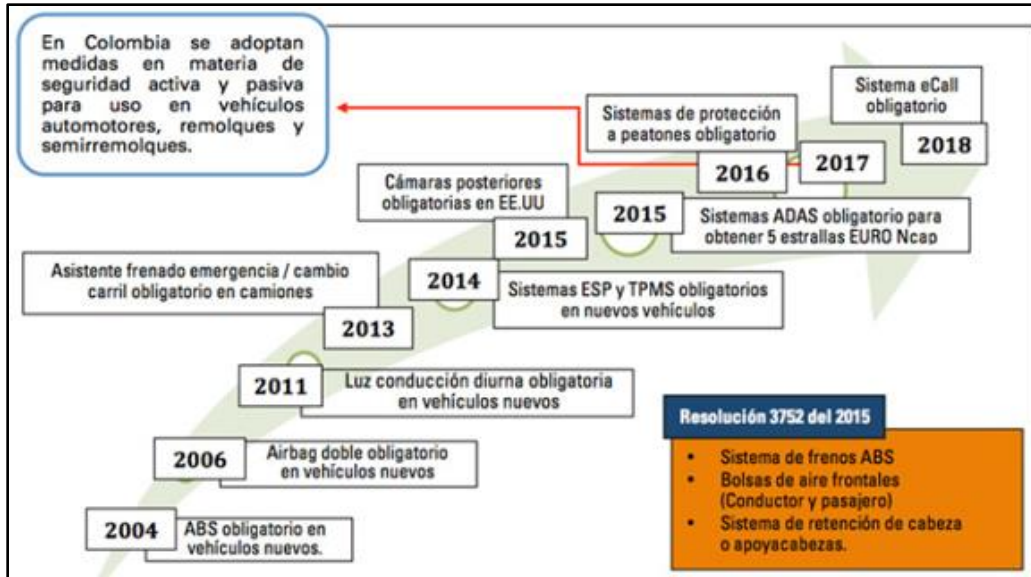 En Colombia se adoptan
medidas en materia de
seguridad activa y pasiva
para uso en vehículos
automotores, remolques y
semirremolques.
Sistema eCall
obligatorio
2018
Sistemas de protección
a peatones obligatorio
2016
2017
Cámaras posteriores
obligatorias en EE.UU
2015
2015
Sistemas ADAS obligatorio para
obtener 5 estrallas EURO Ncap
Asistente frenado emergencia / cambio
carril obligatorio en camiones
2013
2014
Sistemas ESP y TPMS obligatorios
en nuevos vehículos
2011
Luz conducción diurna obligatoria
en vehículos nuevos
2006
Airbag doble obligatorio
en vehículos nuevos
2004
ABS obligatorio en
vehículos nuevos.
Resolución 3752 del 2015
• Sistema de frenos ABS
• Bolsas de aire frontales
(Conductor y pasajero)
• Sistema de retención de cabeza
o apoyacabezas.